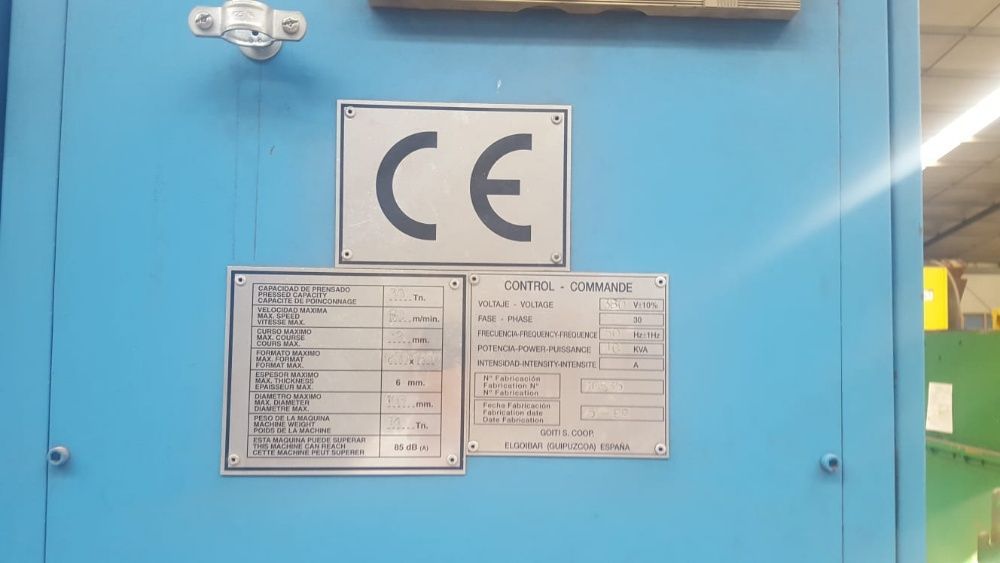 CE
CAPACIDAD DE PRENSADO
PRESSED CAPACITY
CAPACITE DE POINCONNAGE
30 Tn.
VELOCIDAD MAXIMA
MAX. SPEED
VITESSE MAX.
m/min.
CURSO MAXIMO
MAX. COURSE
COURS MAX.
mm.
FORMATO MAXIMO
MAX. FORMAT
FORMAT MAX.
x
ESPESOR MAXIMO
MAX. THICKNESS
EPAISSEUR MAX.
6 mm.
DIAMETRO MAXIMO
MAX. DIAMETER
DIAMETRE MAX.
mm.
PESO DE LA MAQUINA
MACHINE WEIGHT
POIDS DE LA MACHINE
Tn.
ESTA MAQUINA PUEDE SUPERAR
THIS MACHINE CAN REACH
CETTE MACHINE PEUT SUPERER
85 dB (A)
CONTROL - COMMANDE
VOLTAJE - VOLTAGE 380 V±10%
FASE - PHASE 30
FRECUENCIA-FREQUENCY-FREQUENCE 50 Hz±1Hz
POTENCIA-POWER-PUISSANCE KVA
INTENSIDAD-INTENSITY-INTENSITE A
Nº Fabricación
Fabrication Nº
Nº Fabrication
Fecha Fabricación
Fabrication date
Date Fabrication
GOITI S. COOP.
ELGOIBAR (GUIPUZCOA) ESPAÑA